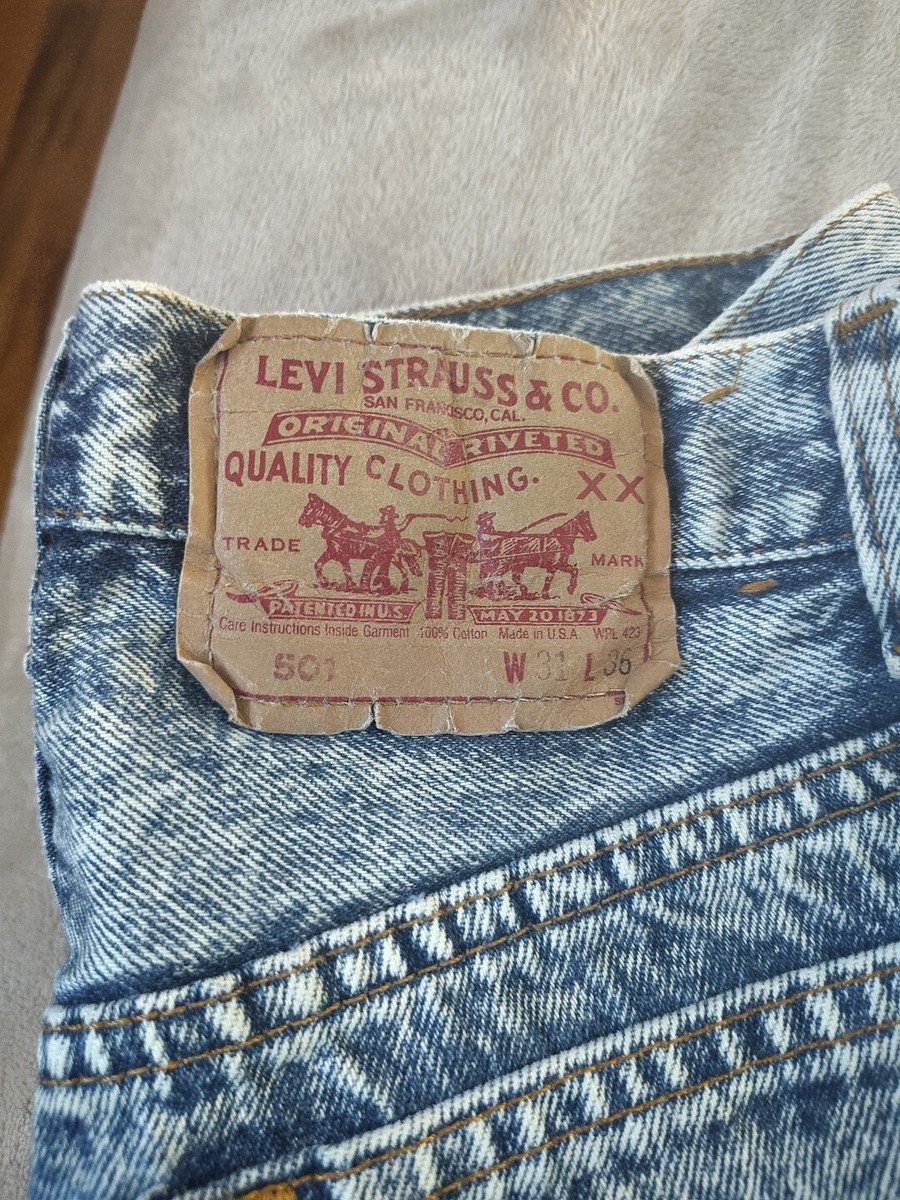 LEVI STRAUSS & CO.
SAN FRANCISCO, CAL.
ORIGINAL RIVETED
QUALITY CLOTHING. XX
TRADE MARK
PATENTED IN U.S. MAY 20 1873
Care Instructions Inside Garment 100% Cotton Made in U.S.A. WPL 423
501 W 31 L 36